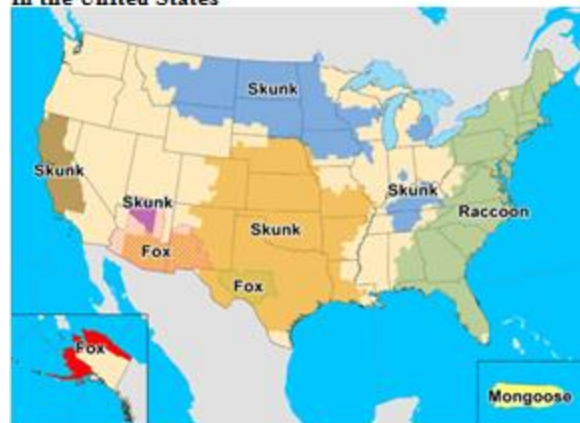 in the United States
Skunk
Skunk
Skunk
Skunk
Raccoon
Skunk
Fox
Fox
Fox
Mongoose